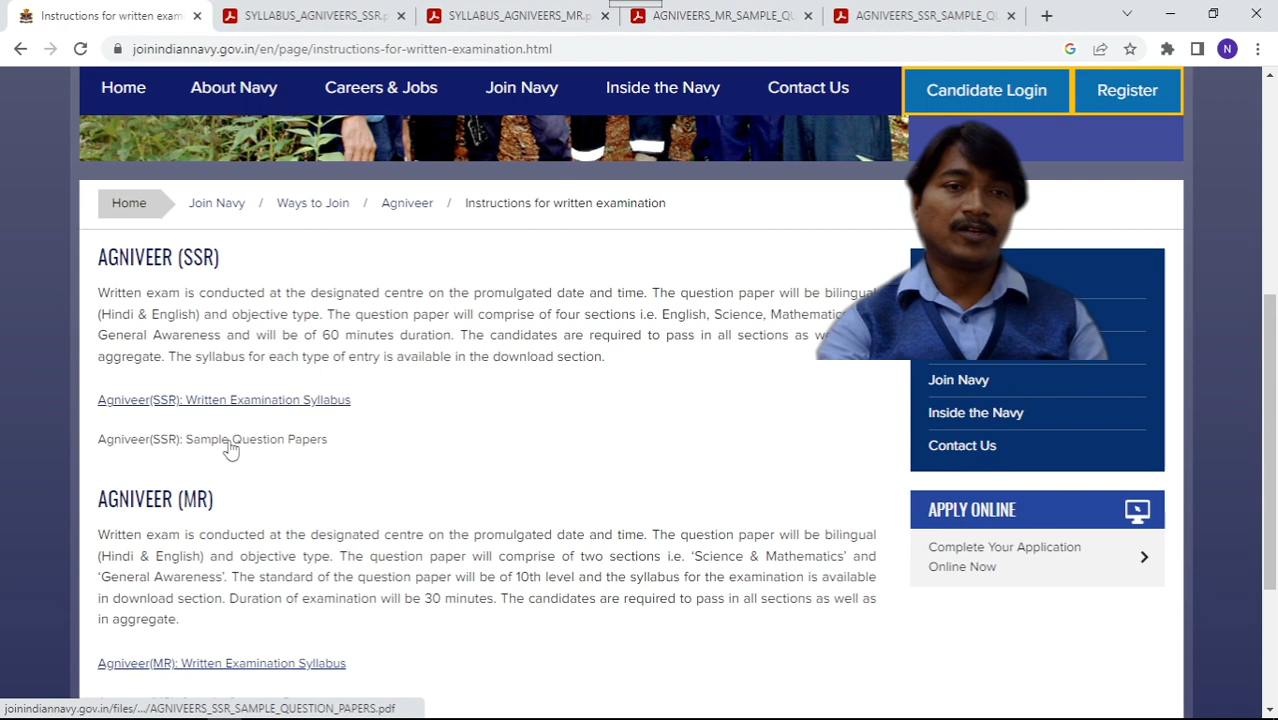 Instructions for written exam
SYLLABUS_AGNIVEERS_SSR.p
SYLLABUS_AGNIVEERS_MR.p
AGNIVEERS_MR_SAMPLE_QU
AGNIVEERS_SSR_SAMPLE_QU
joinindiannavy.gov.in/en/page/instructions-for-written-examination.html
N
Home
About Navy
Careers & Jobs
Join Navy
Inside the Navy
Contact Us
Candidate Login
Register
Home
Join Navy / Ways to Join / Agniveer / Instructions for written examination
AGNIVEER (SSR)
Written exam is conducted at the designated centre on the promulgated date and time. The question paper will be bilingual
(Hindi & English) and objective type. The question paper will comprise of four sections i.e. English, Science, Mathematic
General Awareness and will be of 60 minutes duration. The candidates are required to pass in all sections as we
aggregate. The syllabus for each type of entry is available in the download section.
Agniveer(SSR): Written Examination Syllabus
Agniveer(SSR): Sample Question Papers
AGNIVEER (MR)
Written exam is conducted at the designated centre on the promulgated date and time. The question paper will be bilingual
(Hindi & English) and objective type. The question paper will comprise of two sections i.e. ‘Science & Mathematics’ and
‘General Awareness’. The standard of the question paper will be of 10th level and the syllabus for the examination is available
in download section. Duration of examination will be 30 minutes. The candidates are required to pass in all sections as well as
in aggregate.
Agniveer(MR): Written Examination Syllabus
Join Navy
Inside the Navy
Contact Us
APPLY ONLINE
Complete Your Application
Online Now
joinindiannavy.gov.in/files/.../AGNIVEERS_SSR_SAMPLE_QUESTION_PAPERS.pdf